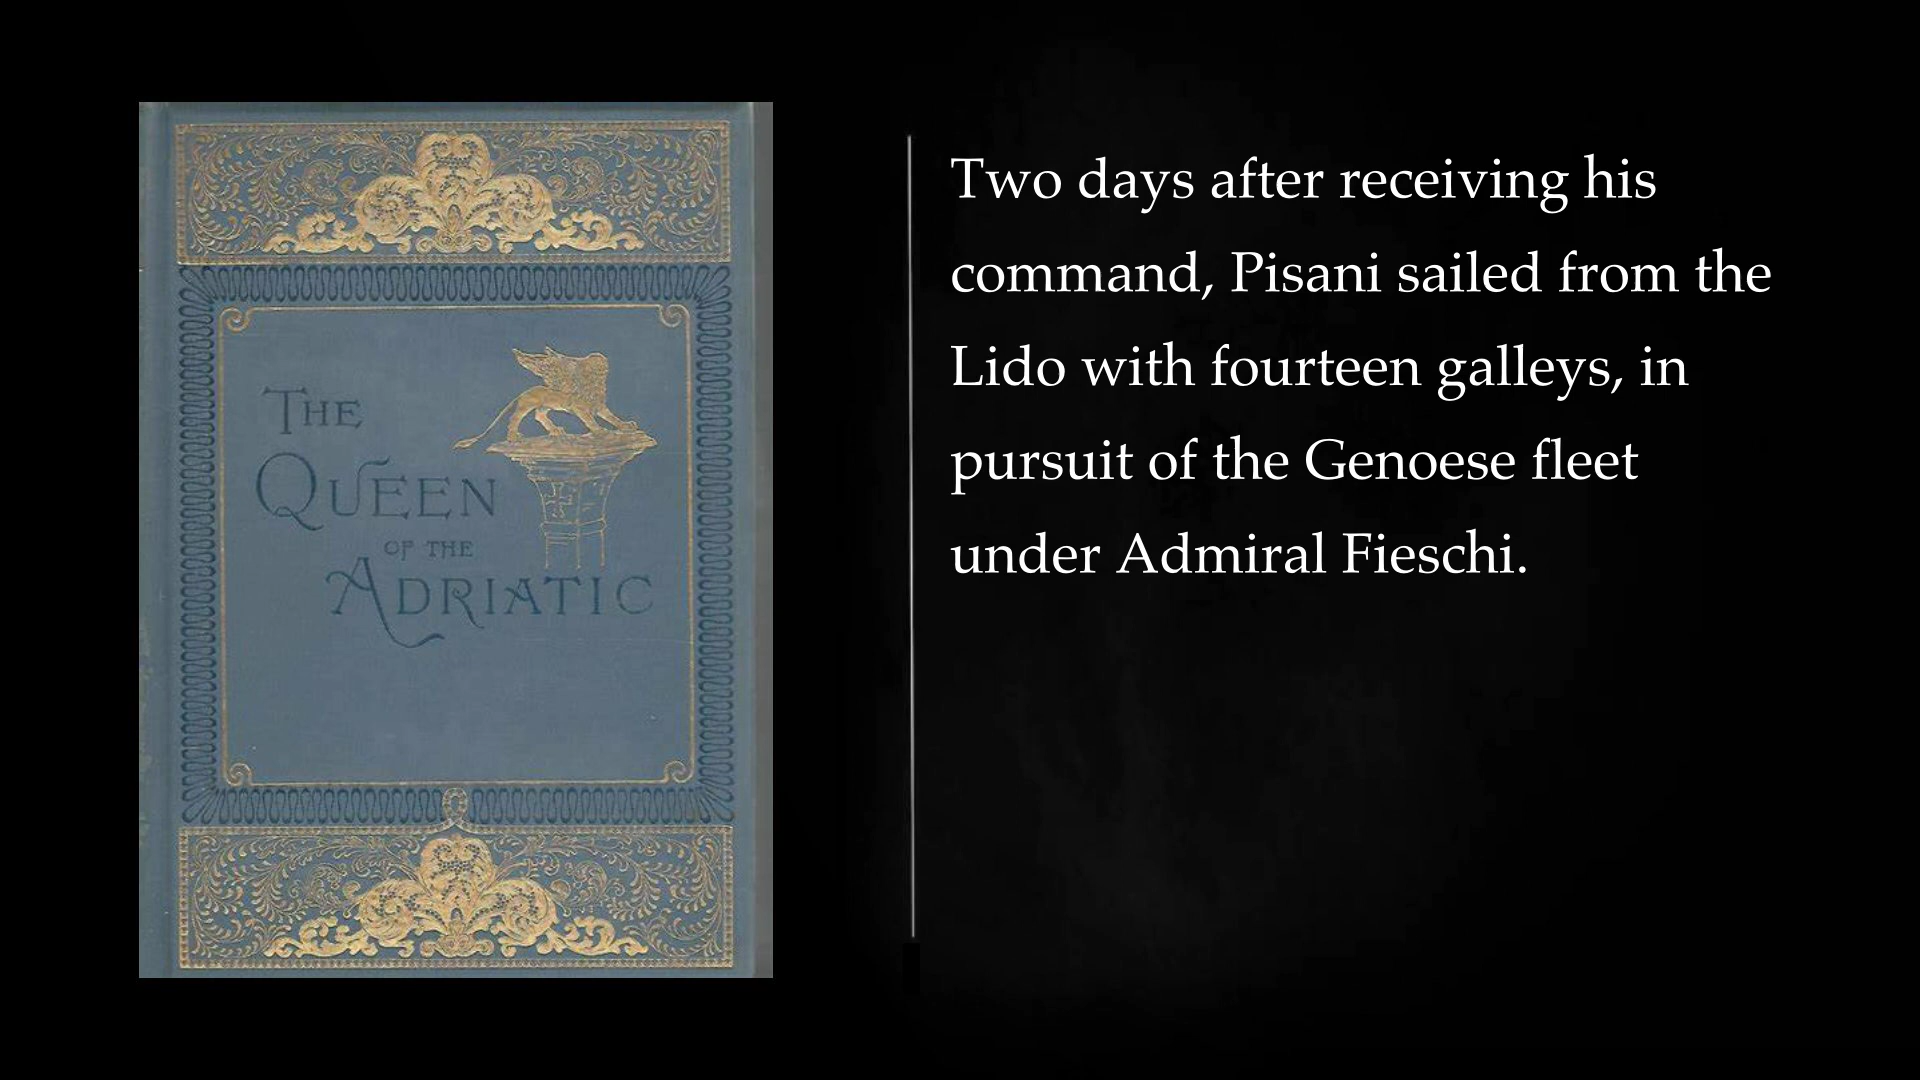 THE
QUEEN
OF THE
ADRIATIC
Two days after receiving his
command, Pisani sailed from the
Lido with fourteen galleys, in
pursuit of the Genoese fleet
under Admiral Fieschi.